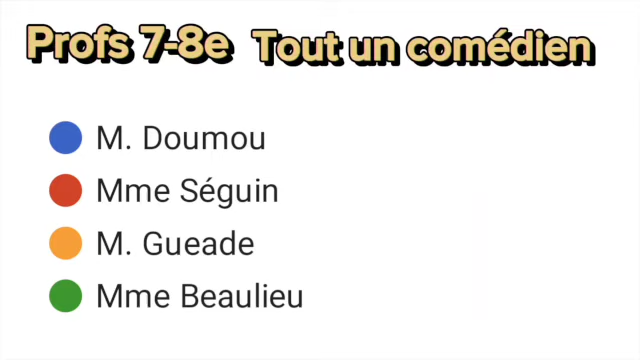 Profs 7-8e Tout un comédien
M. Doumou
Mme Séguin
M. Gueade
Mme Beaulieu